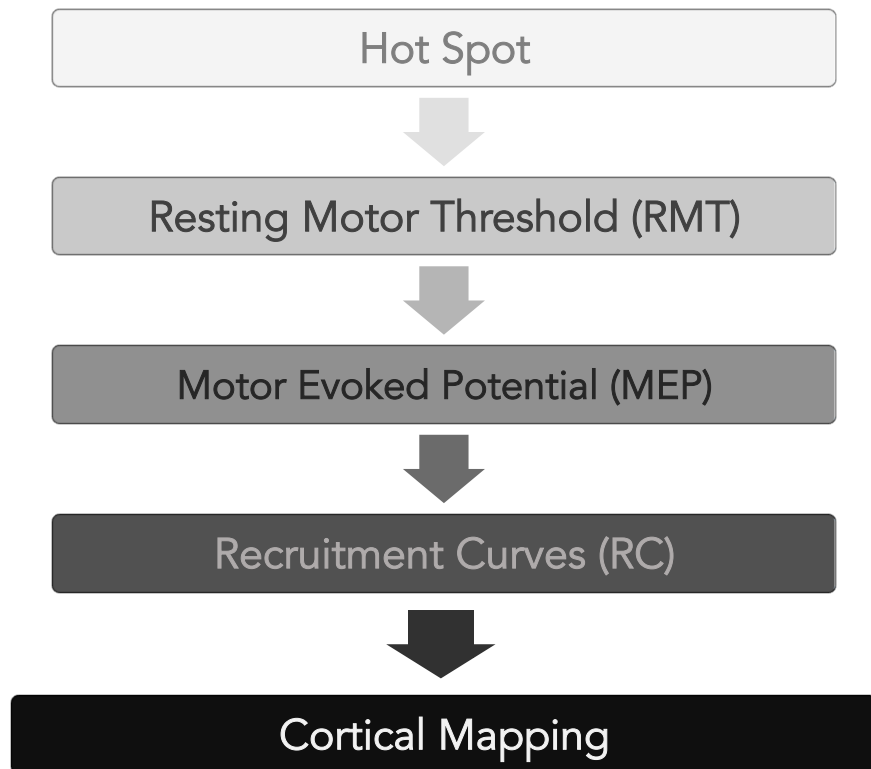 Hot Spot
Resting Motor Threshold (RMT)
Motor Evoked Potential (MEP)
Recruitment Curves (RC)
Cortical Mapping